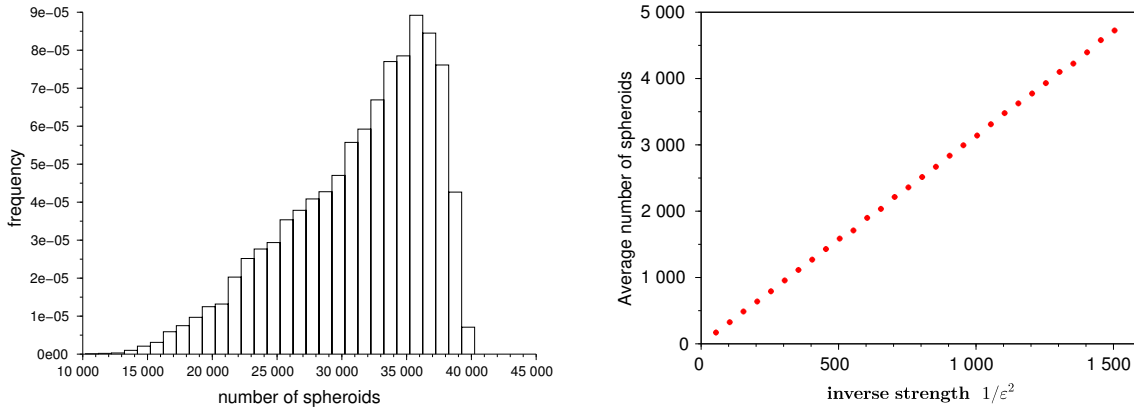 9e−05
8e−05
7e−05
6e−05
5e−05
4e−05
3e−05
2e−05
1e−05
0e00
frequency
10 000 15 000 20 000 25 000 30 000 35 000 40 000 45 000
number of spheroids
5 000
4 000
3 000
2 000
1 000
0
Average number of spheroids
0 500 1 000 1 500
inverse strength 1/ε²